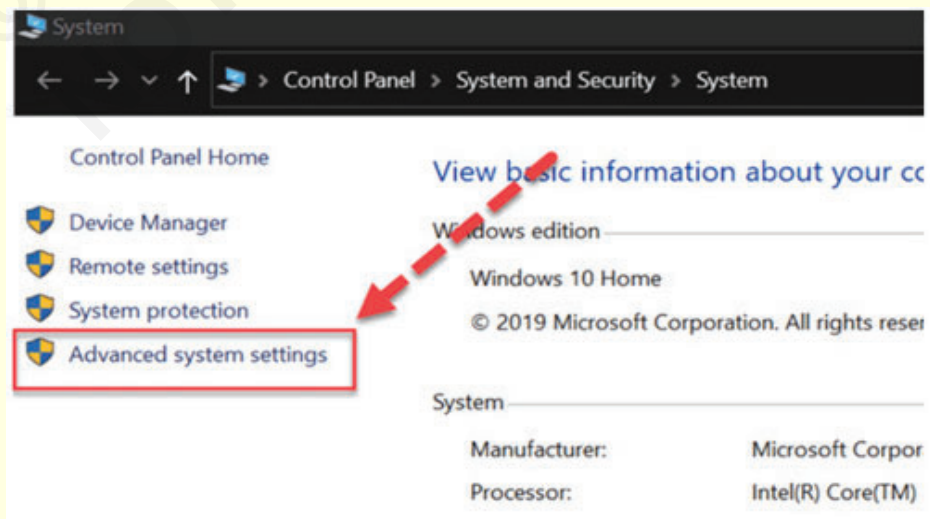 System
Control Panel > System and Security > System
Control Panel Home
Device Manager
Remote settings
System protection
Advanced system settings
View basic information about your co
Windows edition
Windows 10 Home
© 2019 Microsoft Corporation. All rights reser
System
Manufacturer: Microsoft Corpor
Processor: Intel(R) Core(TM)